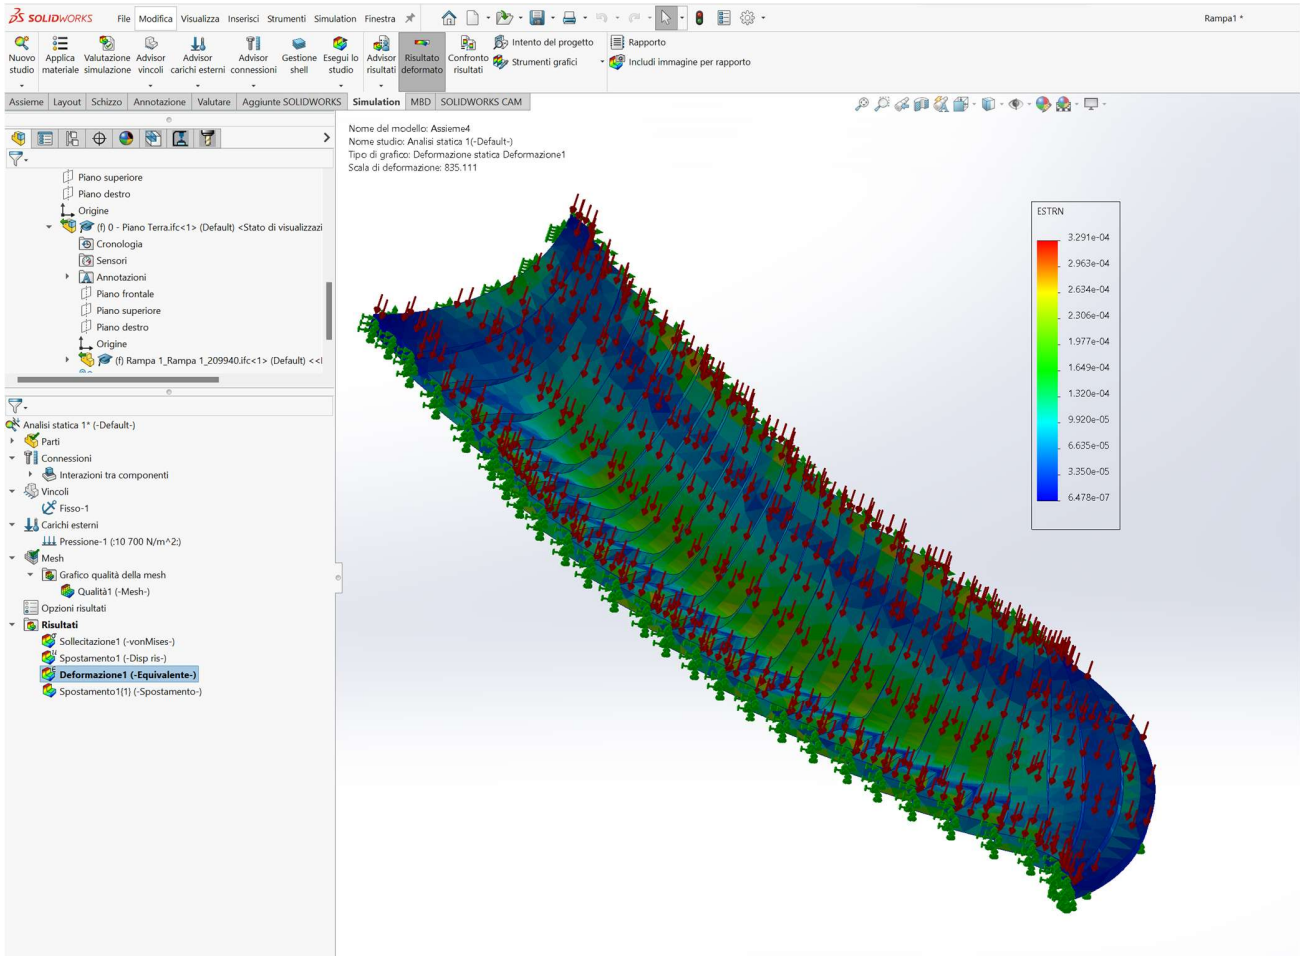 SOLIDWORKS File Modifica Visualizza Inserisci Strumenti Simulation Finestra Rampa1 *
Nuovo studio
Applica materiale
Valutazione simulazione
Advisor vincoli
Advisor carichi esterni
Advisor connessioni
Gestione shell
Esegui lo studio
Advisor risultati
Risultato deformato
Confronto risultati
Intento del progetto
Strumenti grafici
Rapporto
Includi immagine per rapporto
Assieme Layout Schizzo Annotazione Valutare Aggiunte SOLIDWORKS Simulation MBD SOLIDWORKS CAM
Piano superiore
Piano destro
Origine
(f) 0 - Piano Terra.ifc<1> (Default) <Stato di visualizzazi
Cronologia
Sensori
Annotazioni
Piano frontale
Piano superiore
Piano destro
Origine
(f) Rampa 1_Rampa 1_209940.ifc<1> (Default) <<I
Analisi statica 1* (-Default-)
Parti
Connessioni
Interazioni tra componenti
Vincoli
Fisso-1
Carichi esterni
Pressione-1 (:10 700 N/m^2:)
Mesh
Grafico qualità della mesh
Qualità1 (-Mesh-)
Opzioni risultati
Risultati
Sollecitazione1 (-vonMises-)
Spostamento1 (-Disp ris-)
Deformazione1 (-Equivalente-)
Spostamento1{1} (-Spostamento-)
Nome del modello: Assieme4
Nome studio: Analisi statica 1(-Default-)
Tipo di grafico: Deformazione statica Deformazione1
Scala di deformazione: 835.111
ESTRN
3.291e-04
2.963e-04
2.634e-04
2.306e-04
1.977e-04
1.649e-04
1.320e-04
9.920e-05
6.635e-05
3.350e-05
6.478e-07